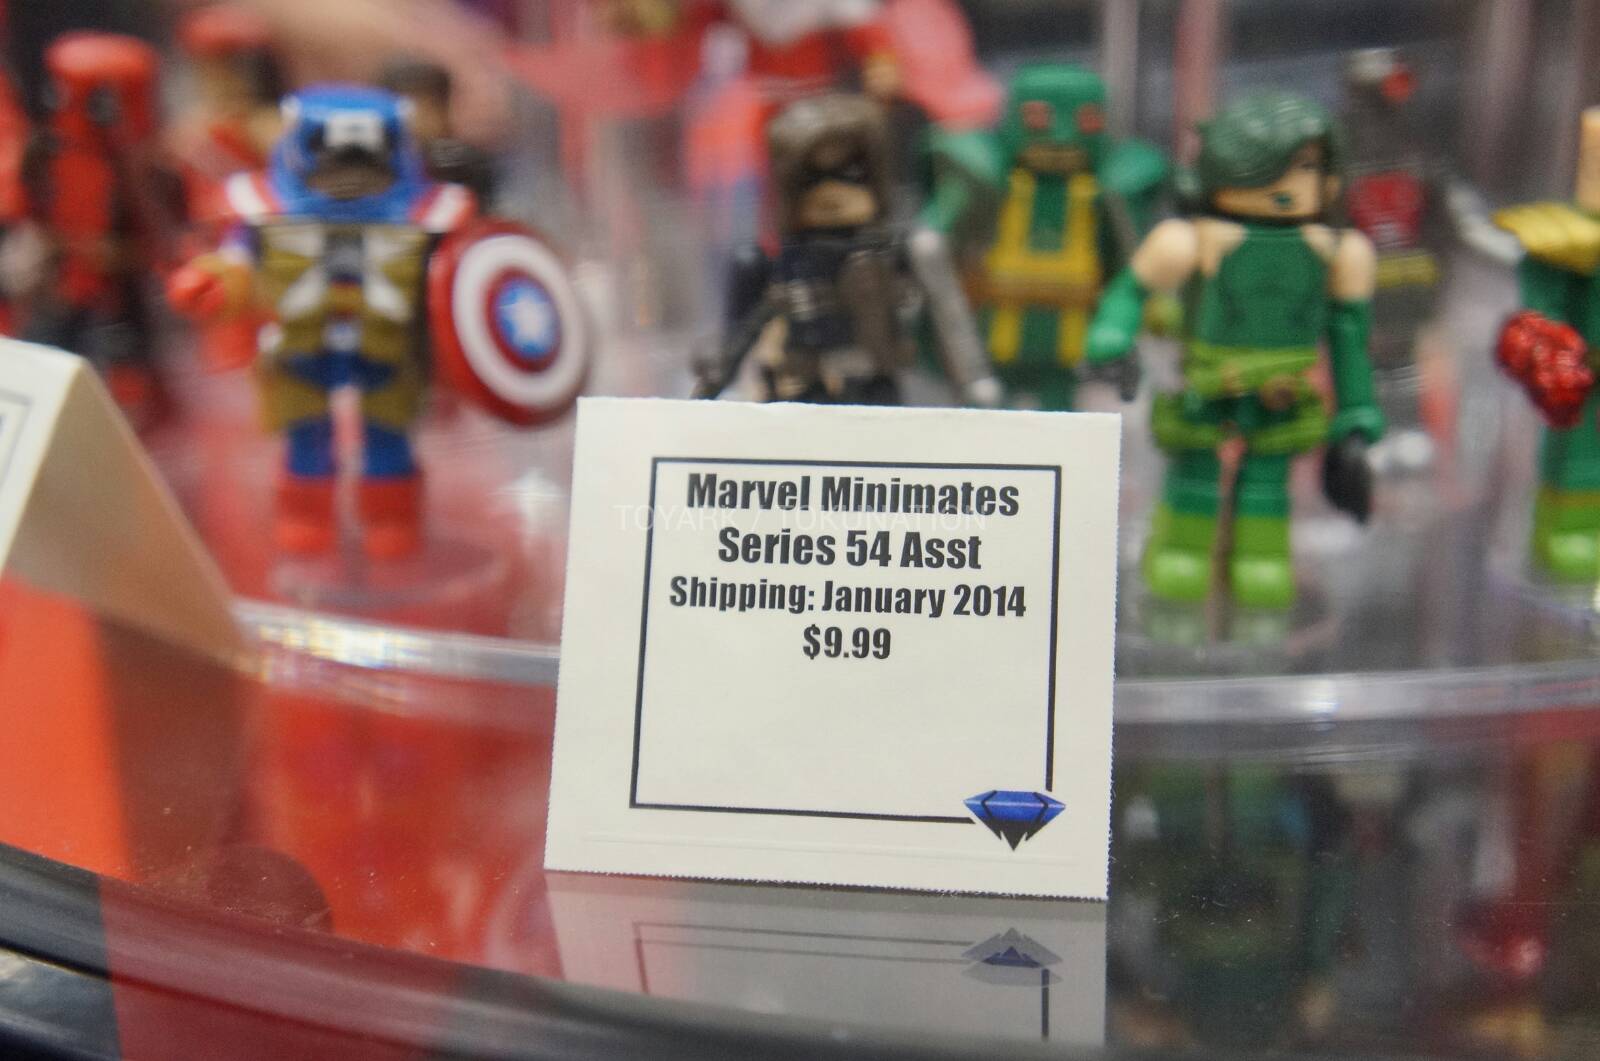 Marvel Minimates
TOYARK / TOKUNATION
Series 54 Asst
Shipping: January 2014
$9.99